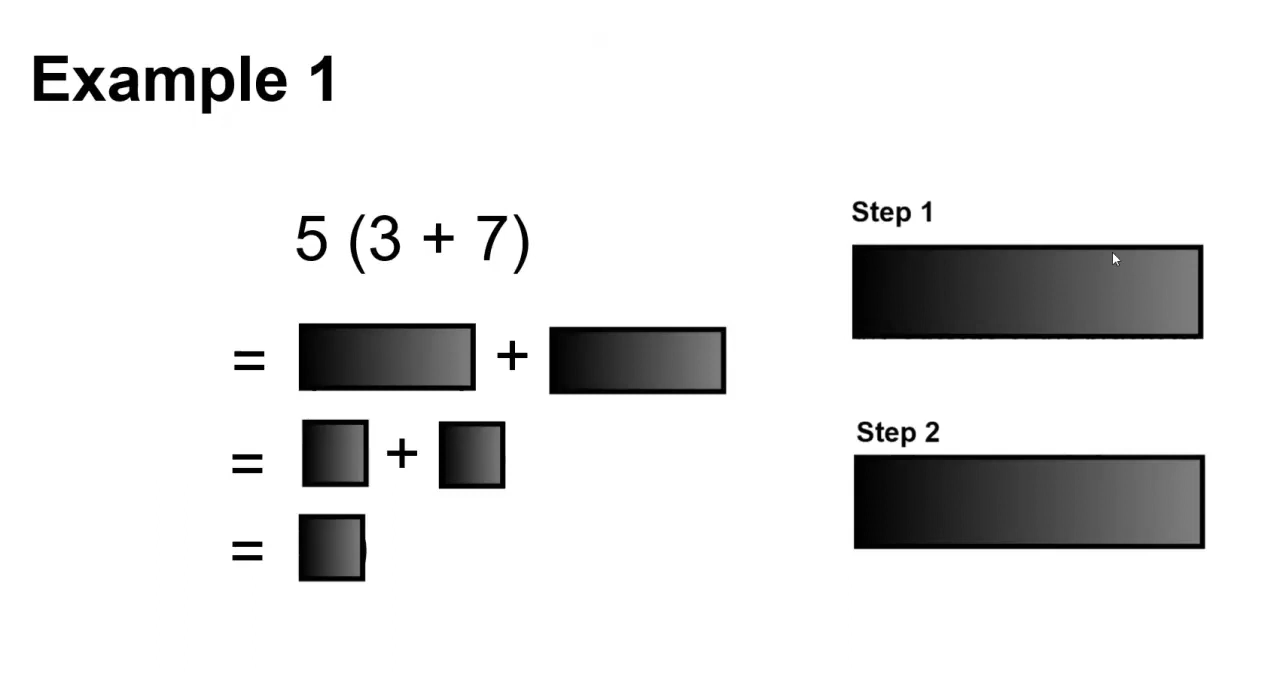 Example 1
5 (3 + 7)
= +
= +
=
Step 1
Step 2